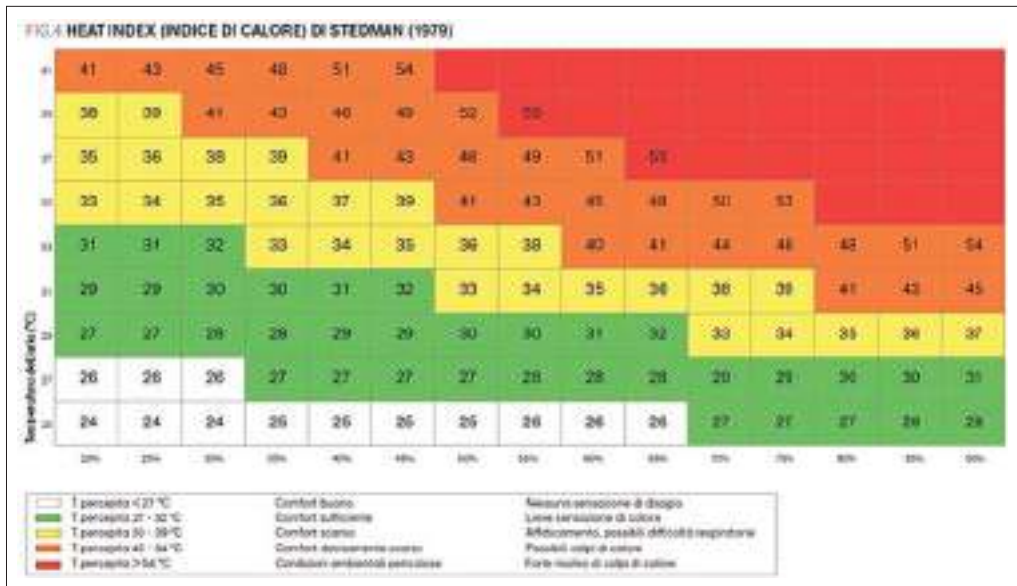 FIG.4 HEAT INDEX (INDICE DI CALORE) DI STEDMAN (1979)
41 41 43 45 48 51 54
38 39 41 43 46 49 52
35 36 38 39 41 43 46 49 51 53
33 34 35 36 37 39 41 43 45 48 50 53
33 31 31 32 33 34 35 36 38 40 41 44 46 48 51 54
31 29 29 30 30 31 32 33 34 35 36 38 39 41 43 45
27 27 28 28 29 29 30 30 31 32 33 34 35 36 37
27 26 26 26 27 27 27 27 28 28 28 29 29 30 30 31
24 24 24 25 25 25 25 26 26 26 27 27 27 28 28
Temperatura dell'aria (°C)
20% 25% 30% 35% 40% 45% 50% 55% 60% 65% 70% 75% 80% 85% 90%
T percepita < 27 °C Comfort buono Nessuna sensazione di disagio
T percepita 27 - 32 °C Comfort sufficiente Lieve sensazione di calore
T percepita 33 - 39 °C Comfort scarso Affaticamento, possibili difficoltà respiratorie
T percepita 40 - 54 °C Comfort decisamente scarso Possibili colpi di calore
T percepita > 54 °C Condizioni ambientali pericolose Forte rischio di colpi di calore